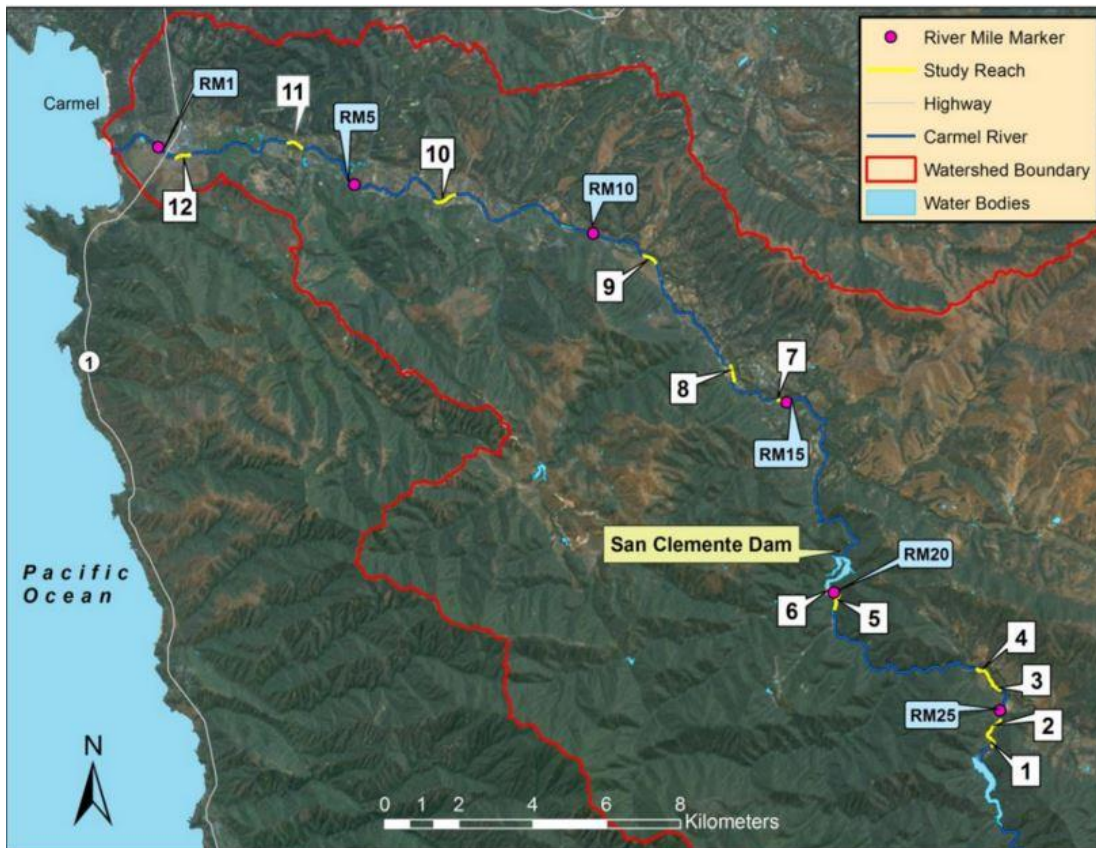 River Mile Marker
Study Reach
Highway
Carmel River
Watershed Boundary
Water Bodies
Carmel
RM1
11
RM5
10
12
RM10
9
1
8
7
RM15
San Clemente Dam
RM20
Pacific
Ocean
6
5
4
3
RM25
2
1
N
0 1 2 4 6 8
Kilometers